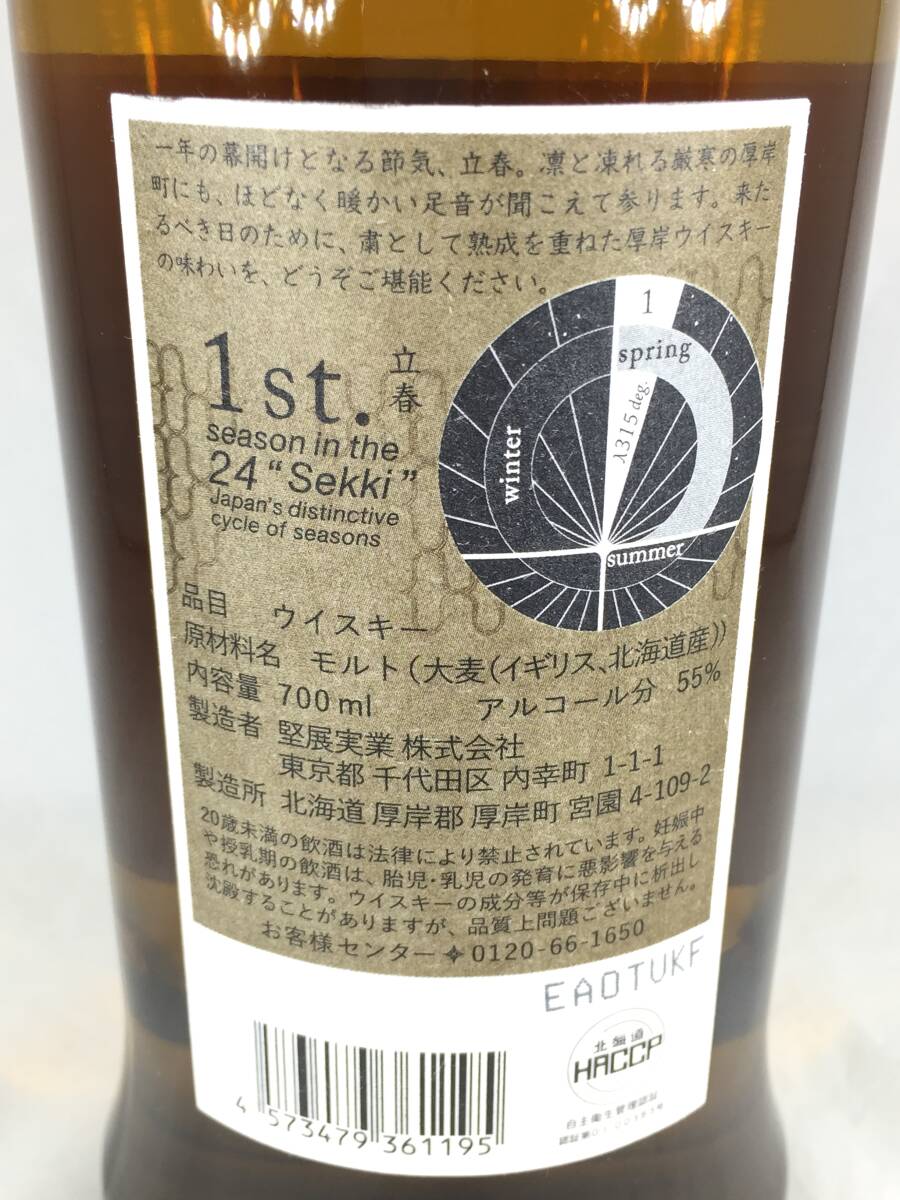 一年の幕開けとなる節気、立春。凛と凍れる厳寒の厚岸
町にも、ほどなく暖かい足音が聞こえて参ります。来た
るべき日のために、粛として熟成を重ねた厚岸ウイスキー
の味わいを、どうぞご堪能ください。
1st.
立春
season in the
24 “Sekki”
Japan's distinctive
cycle of seasons
1
spring
λ315 deg.
winter
summer
品目 ウイスキー
原材料名 モルト(大麦(イギリス、北海道産))
内容量 700ml アルコール分 55%
製造者 堅展実業 株式会社
東京都 千代田区 内幸町 1-1-1
製造所 北海道 厚岸郡 厚岸町 宮園 4-109-2
20歳未満の飲酒は法律により禁止されています。妊娠中
や授乳期の飲酒は、胎児・乳児の発育に悪影響を与える
恐れがあります。ウイスキーの成分等が保存中に析出し
沈殿することがありますが、品質上問題ございません。
お客様センター 0120-66-1650
EAOTUKF
北海道
HACCP
自主衛生管理認証
4 573479 361195